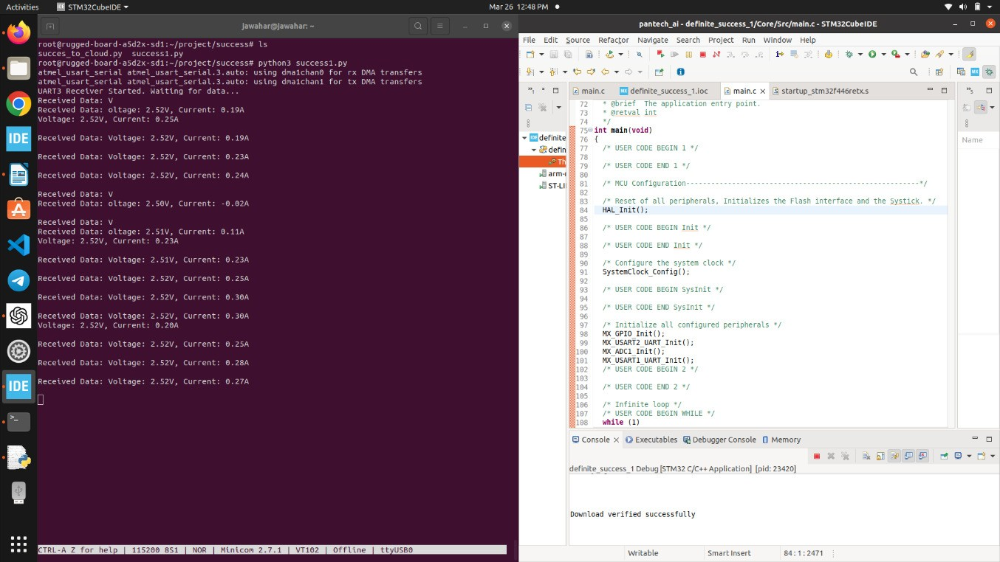 Activities
STM32CubeIDE
Mar 26 12:48 PM
jawahar@jawahar: ~
root@rugged-board-a5d2x-sd1:~/project/success# ls
succes_to_cloud.py success1.py
root@rugged-board-a5d2x-sd1:~/project/success# python3 success1.py
atmel_usart_serial atmel_usart_serial.3.auto: using dma1chan0 for rx DMA transfers
atmel_usart_serial atmel_usart_serial.3.auto: using dma1chan1 for tx DMA transfers
UART3 Receiver Started. Waiting for data...
Received Data: V
Received Data: oltage: 2.52V, Current: 0.19A
Voltage: 2.52V, Current: 0.25A
Received Data: Voltage: 2.52V, Current: 0.19A
Received Data: Voltage: 2.52V, Current: 0.23A
Received Data: Voltage: 2.52V, Current: 0.24A
Received Data: V
Received Data: oltage: 2.50V, Current: -0.02A
Received Data: V
Received Data: oltage: 2.51V, Current: 0.11A
Voltage: 2.52V, Current: 0.23A
Received Data: Voltage: 2.51V, Current: 0.23A
Received Data: Voltage: 2.52V, Current: 0.25A
Received Data: Voltage: 2.52V, Current: 0.30A
Received Data: Voltage: 2.52V, Current: 0.30A
Voltage: 2.52V, Current: 0.20A
Received Data: Voltage: 2.52V, Current: 0.25A
Received Data: Voltage: 2.52V, Current: 0.28A
Received Data: Voltage: 2.52V, Current: 0.27A
CTRL-A Z for help | 115200 8S1 | NOR | Minicom 2.7.1 | VT102 | Offline | ttyUSB0
IDE
IDE
pantech_ai - definite_success_1/Core/Src/main.c - STM32CubeIDE
File Edit Source Refactor Navigate Search Project Run Window Help
main.c definite_success_1.ioc main.c startup_stm32f446retx.s
IDE definite
defin
Th
arm-
ST-LI
72 * @brief The application entry point.
73 * @retval int
74 */
75 int main(void)
76 {
77 /* USER CODE BEGIN 1 */
78
79 /* USER CODE END 1 */
80
81 /* MCU Configuration--------------------------------------------------------*/
82
83 /* Reset of all peripherals, Initializes the Flash interface and the Systick. */
84 HAL_Init();
85
86 /* USER CODE BEGIN Init */
87
88 /* USER CODE END Init */
89
90 /* Configure the system clock */
91 SystemClock_Config();
92
93 /* USER CODE BEGIN SysInit */
94
95 /* USER CODE END SysInit */
96
97 /* Initialize all configured peripherals */
98 MX_GPIO_Init();
99 MX_USART2_UART_Init();
100 MX_ADC1_Init();
101 MX_USART1_UART_Init();
102 /* USER CODE BEGIN 2 */
103
104 /* USER CODE END 2 */
105
106 /* Infinite loop */
107 /* USER CODE BEGIN WHILE */
108 while (1)
Name
Console Executables Debugger Console Memory
definite_success_1 Debug [STM32 C/C++ Application] [pid: 23420]
Download verified successfully
Writable Smart Insert 84 : 1 : 2471